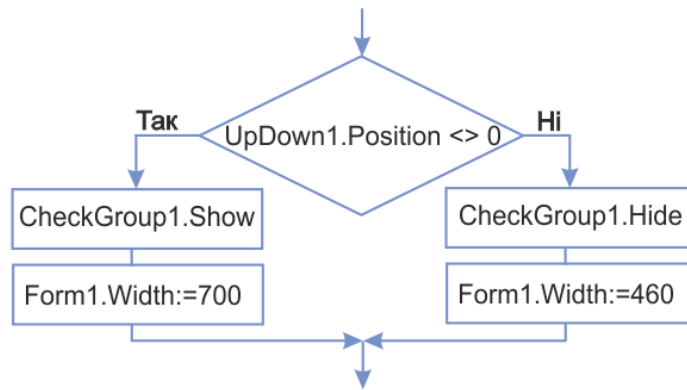 Так
UpDown1.Position <> 0
Ні
CheckGroup1.Show
CheckGroup1.Hide
Form1.Width:=700
Form1.Width:=460